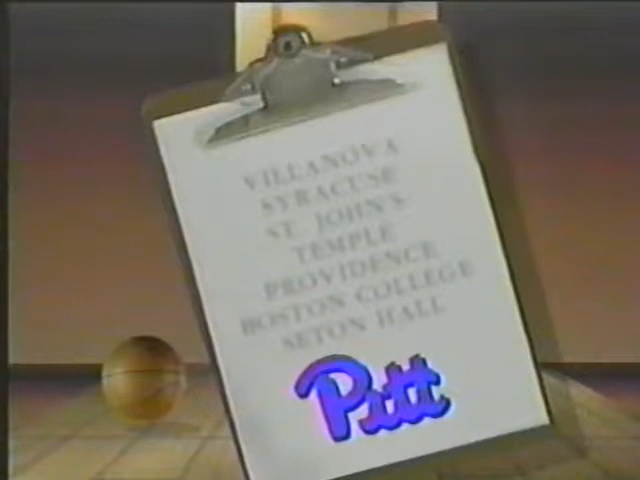 VILLANOVA
SYRACUSE
ST. JOHN'S
TEMPLE
PROVIDENCE
BOSTON COLLEGE
SETON HALL
Pitt